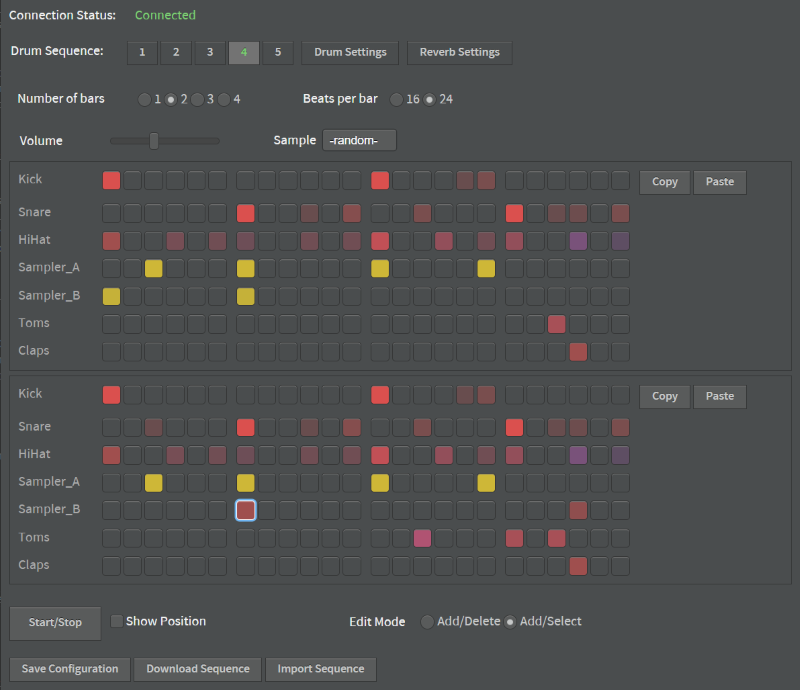 Connection Status: Connected
Drum Sequence: 1 2 3 4 5 Drum Settings Reverb Settings
Number of bars 1 2 3 4 Beats per bar 16 24
Volume Sample -random-
Kick Copy Paste
Snare
HiHat
Sampler_A
Sampler_B
Toms
Claps
Kick Copy Paste
Snare
HiHat
Sampler_A
Sampler_B
Toms
Claps
Start/Stop Show Position Edit Mode Add/Delete Add/Select
Save Configuration Download Sequence Import Sequence